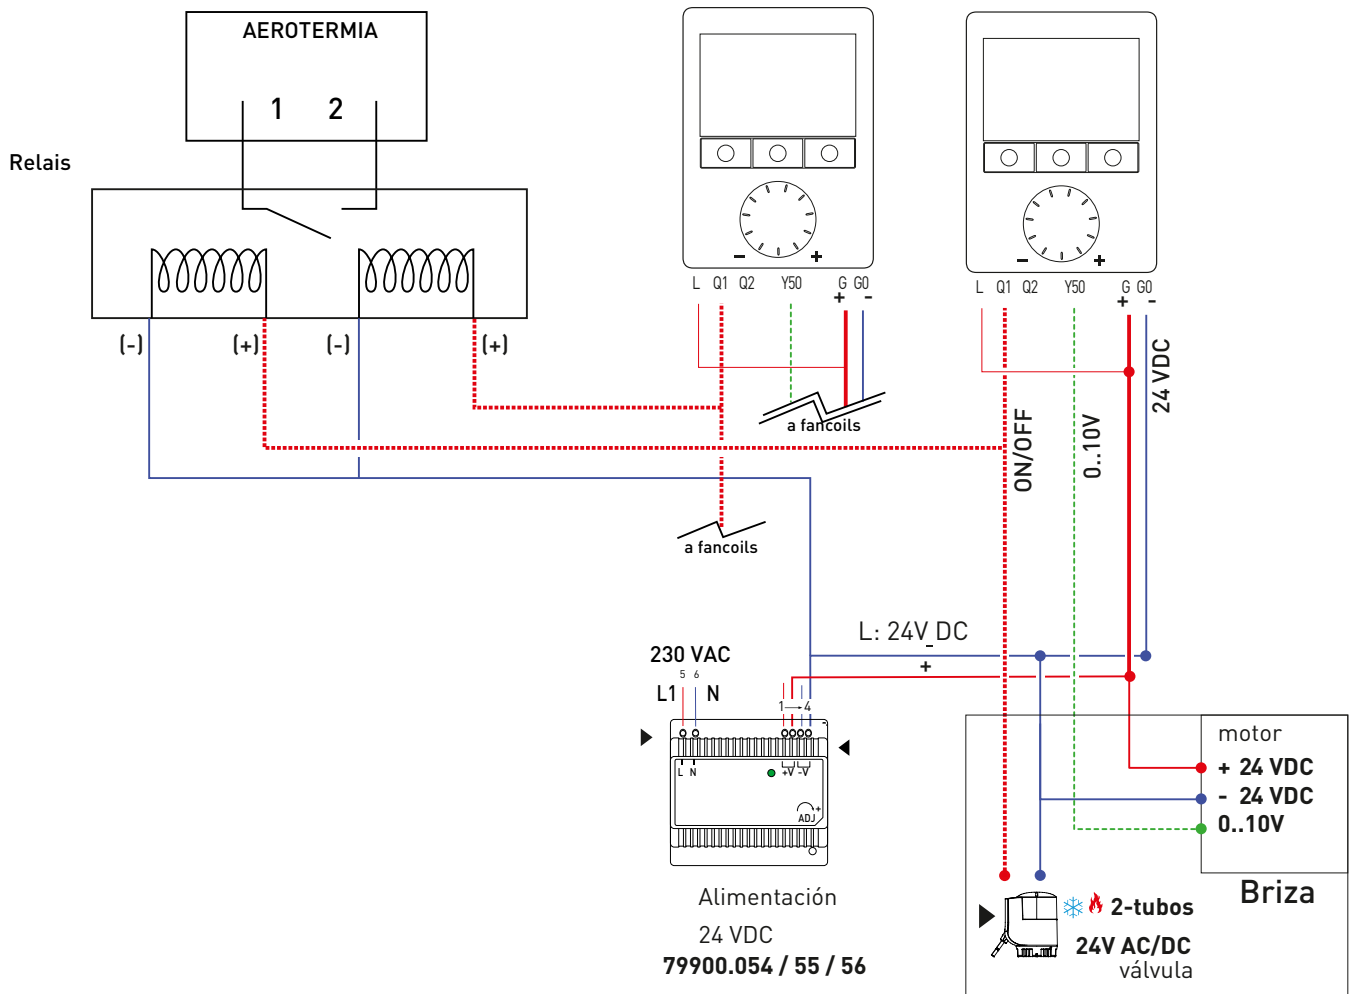 AEROTERMIA
1 2
Relais
(-) (+) (-) (+)
- +
L Q1 Q2 Y50 G G0
+ -
- +
L Q1 Q2 Y50 G G0
+ -
24 VDC
ON/OFF
0..10V
a fancoils
a fancoils
L: 24V DC
-
+
230 VAC
5 6
L1 N
1 4
-
L N
+V -V
+
ADJ
Alimentación
24 VDC
79900.054 / 55 / 56
motor
+ 24 VDC
- 24 VDC
0..10V
Briza
2-tubos
24V AC/DC
válvula